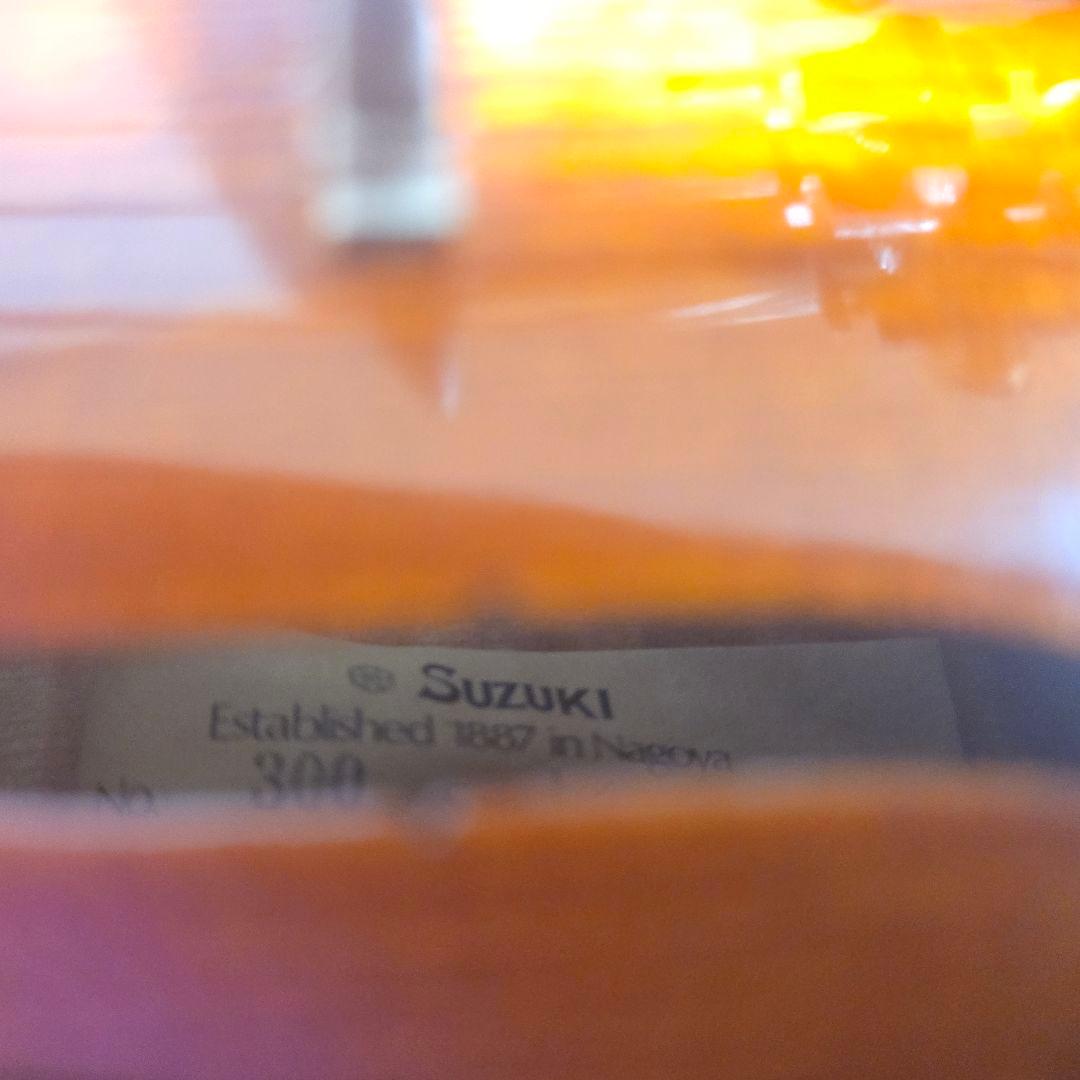 SUZUKI
Established 1887 in Nagoya
No. 300